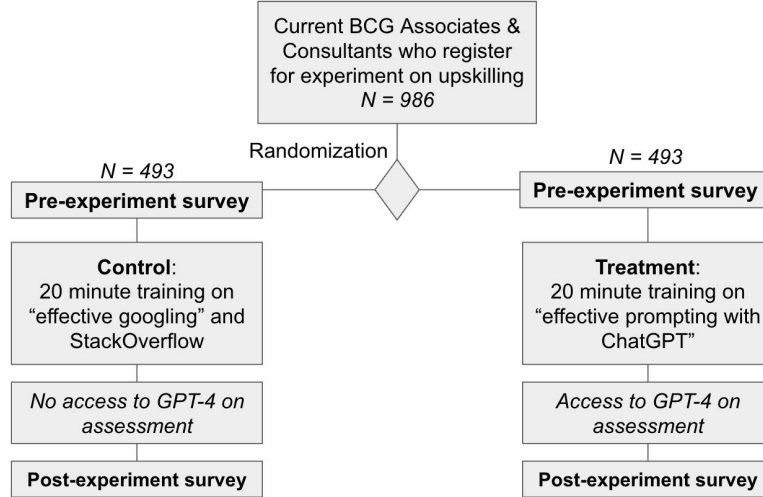 Current BCG Associates &
Consultants who register
for experiment on upskilling
N = 986
Randomization
N = 493
Pre-experiment survey
Control:
20 minute training on
“effective googling” and
StackOverflow
No access to GPT-4 on
assessment
Post-experiment survey
N = 493
Pre-experiment survey
Treatment:
20 minute training on
“effective prompting with
ChatGPT”
Access to GPT-4 on
assessment
Post-experiment survey